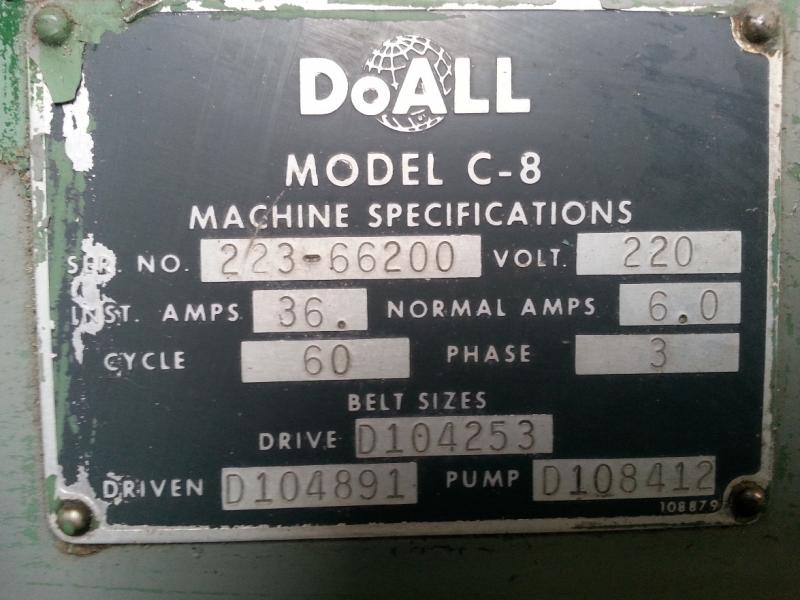 DoALL
MODEL C-8
MACHINE SPECIFICATIONS
SER. NO. 223-66200 VOLT. 220
INST. AMPS 36. NORMAL AMPS 6.0
CYCLE 60 PHASE 3
BELT SIZES
DRIVE D104253
DRIVEN D104891 PUMP D108412
108879